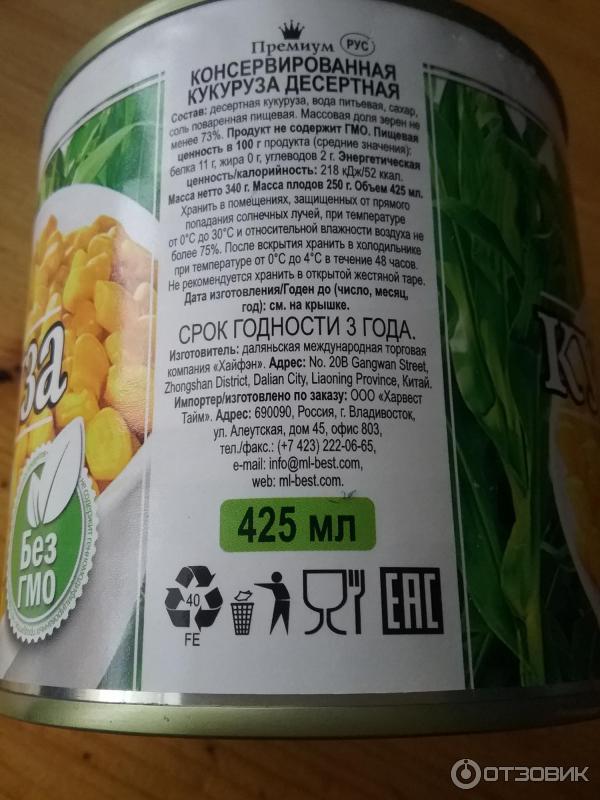 Премиум РУС
КОНСЕРВИРОВАННАЯ
КУКУРУЗА ДЕСЕРТНАЯ
Состав: десертная кукуруза, вода питьевая, сахар,
соль поваренная пищевая. Массовая доля зерен не
менее 73%. Продукт не содержит ГМО. Пищевая
ценность в 100 г продукта (средние значения):
белка 11 г, жира 0 г, углеводов 2 г. Энергетическая
ценность/калорийность: 218 кДж/52 ккал.
Масса нетто 340 г. Масса плодов 250 г. Объем 425 мл.
Хранить в помещениях, защищенных от прямого
попадания солнечных лучей, при температуре
от 0°С до 30°С и относительной влажности воздуха не
более 75%. После вскрытия хранить в холодильнике
при температуре от 0°С до 4°С в течение 48 часов.
Не рекомендуется хранить в открытой жестяной таре.
Дата изготовления/Годен до (число, месяц,
год): см. на крышке.
СРОК ГОДНОСТИ 3 ГОДА.
Изготовитель: даляньская международная торговая
компания «Хайфэн». Адрес: No. 20B Gangwan Street,
Zhongshan District, Dalian City, Liaoning Province, Китай.
Импортер/изготовлено по заказу: ООО «Харвест
Тайм». Адрес: 690090, Россия, г. Владивосток,
ул. Алеутская, дом 45, офис 803,
тел./факс.: (+7 423) 222-06-65,
e-mail: info@ml-best.com,
web: ml-best.com.
425 мл
40
FE
EAC
за
Без
ГМО
ку
ОТЗОВИК